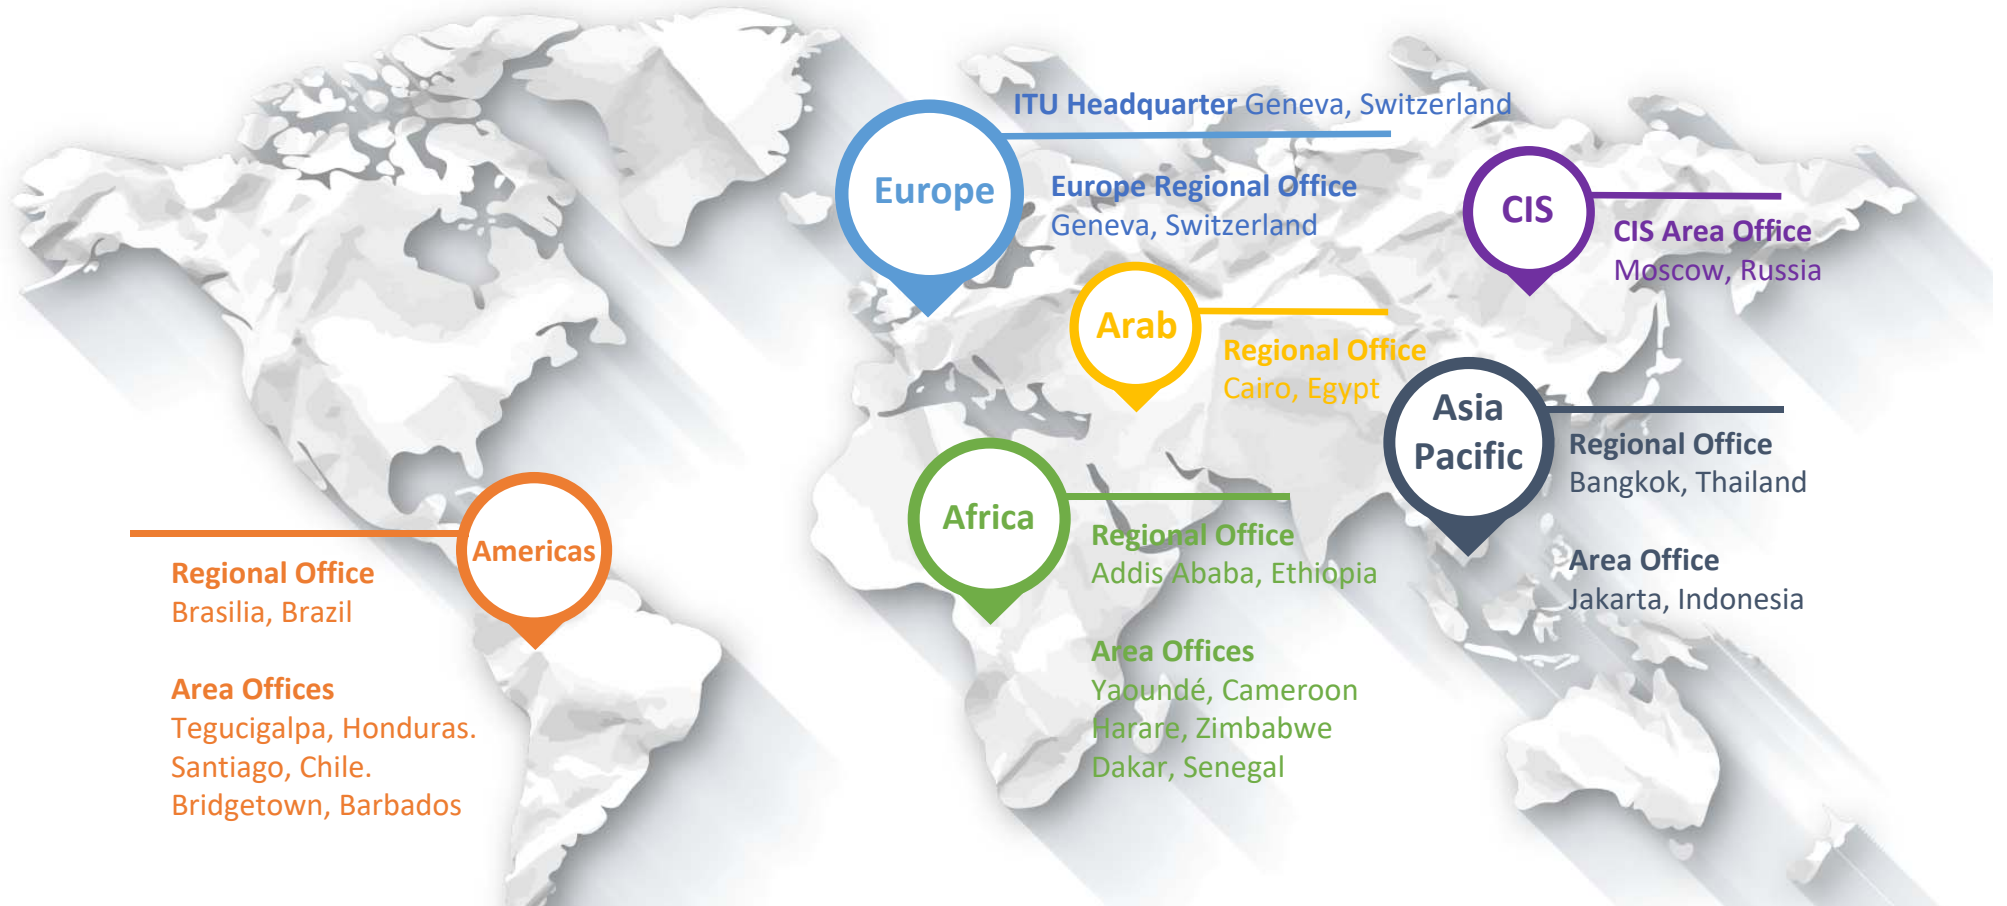 ITU Headquarter Geneva, Switzerland
Europe
Europe Regional Office
Geneva, Switzerland
CIS
CIS Area Office
Moscow, Russia
Arab
Regional Office
Cairo, Egypt
Asia
Pacific
Regional Office
Bangkok, Thailand
Area Office
Jakarta, Indonesia
Africa
Regional Office
Addis Ababa, Ethiopia
Area Offices
Yaoundé, Cameroon
Harare, Zimbabwe
Dakar, Senegal
Americas
Regional Office
Brasilia, Brazil
Area Offices
Tegucigalpa, Honduras.
Santiago, Chile.
Bridgetown, Barbados